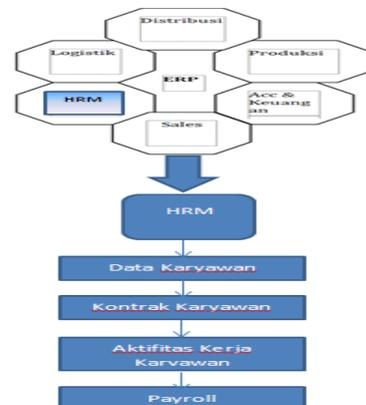 Distribusi
Logistik
Produksi
ERP
HRM
Acc &
Keuang
an
Sales
HRM
Data Karyawan
Kontrak Karyawan
Aktifitas Kerja
Karyawan
Payroll